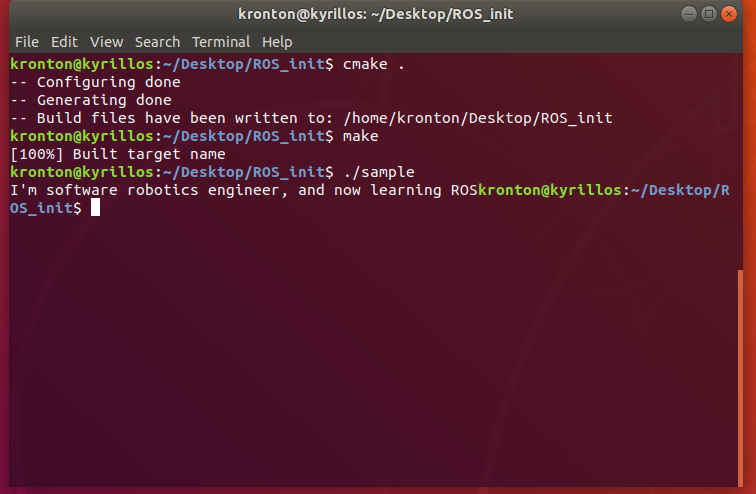 kronton@kyrillos: ~/Desktop/ROS_init
File Edit View Search Terminal Help
kronton@kyrillos:~/Desktop/ROS_init$ cmake .
-- Configuring done
-- Generating done
-- Build files have been written to: /home/kronton/Desktop/ROS_init
kronton@kyrillos:~/Desktop/ROS_init$ make
[100%] Built target name
kronton@kyrillos:~/Desktop/ROS_init$ ./sample
I'm software robotics engineer, and now learning ROSkronton@kyrillos:~/Desktop/R
OS_init$